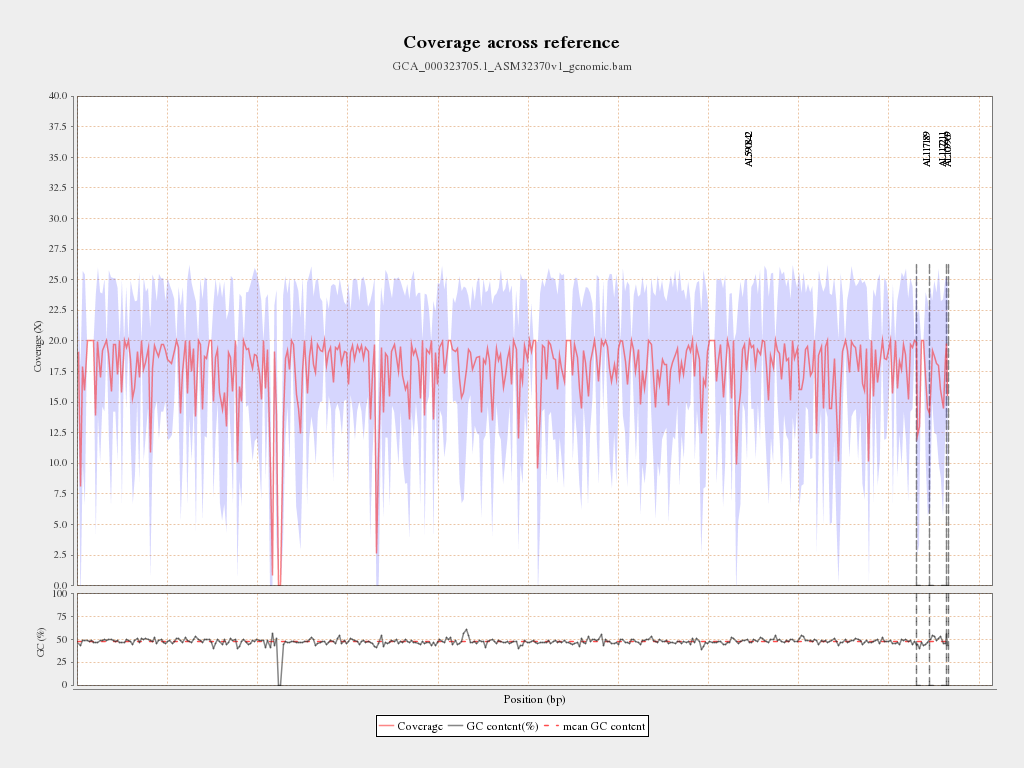 Coverage across reference
GCA_000323705.1_ASM32370v1_genomic.bam
40.0
37.5
35.0
32.5
30.0
27.5
25.0
22.5
20.0
17.5
15.0
12.5
10.0
7.5
5.0
2.5
0.0
Coverage (X)
AL590842
AL117189
AL117211
AL109969
100
75
50
25
0
GC (%)
Position (bp)
Coverage GC content(%) mean GC content